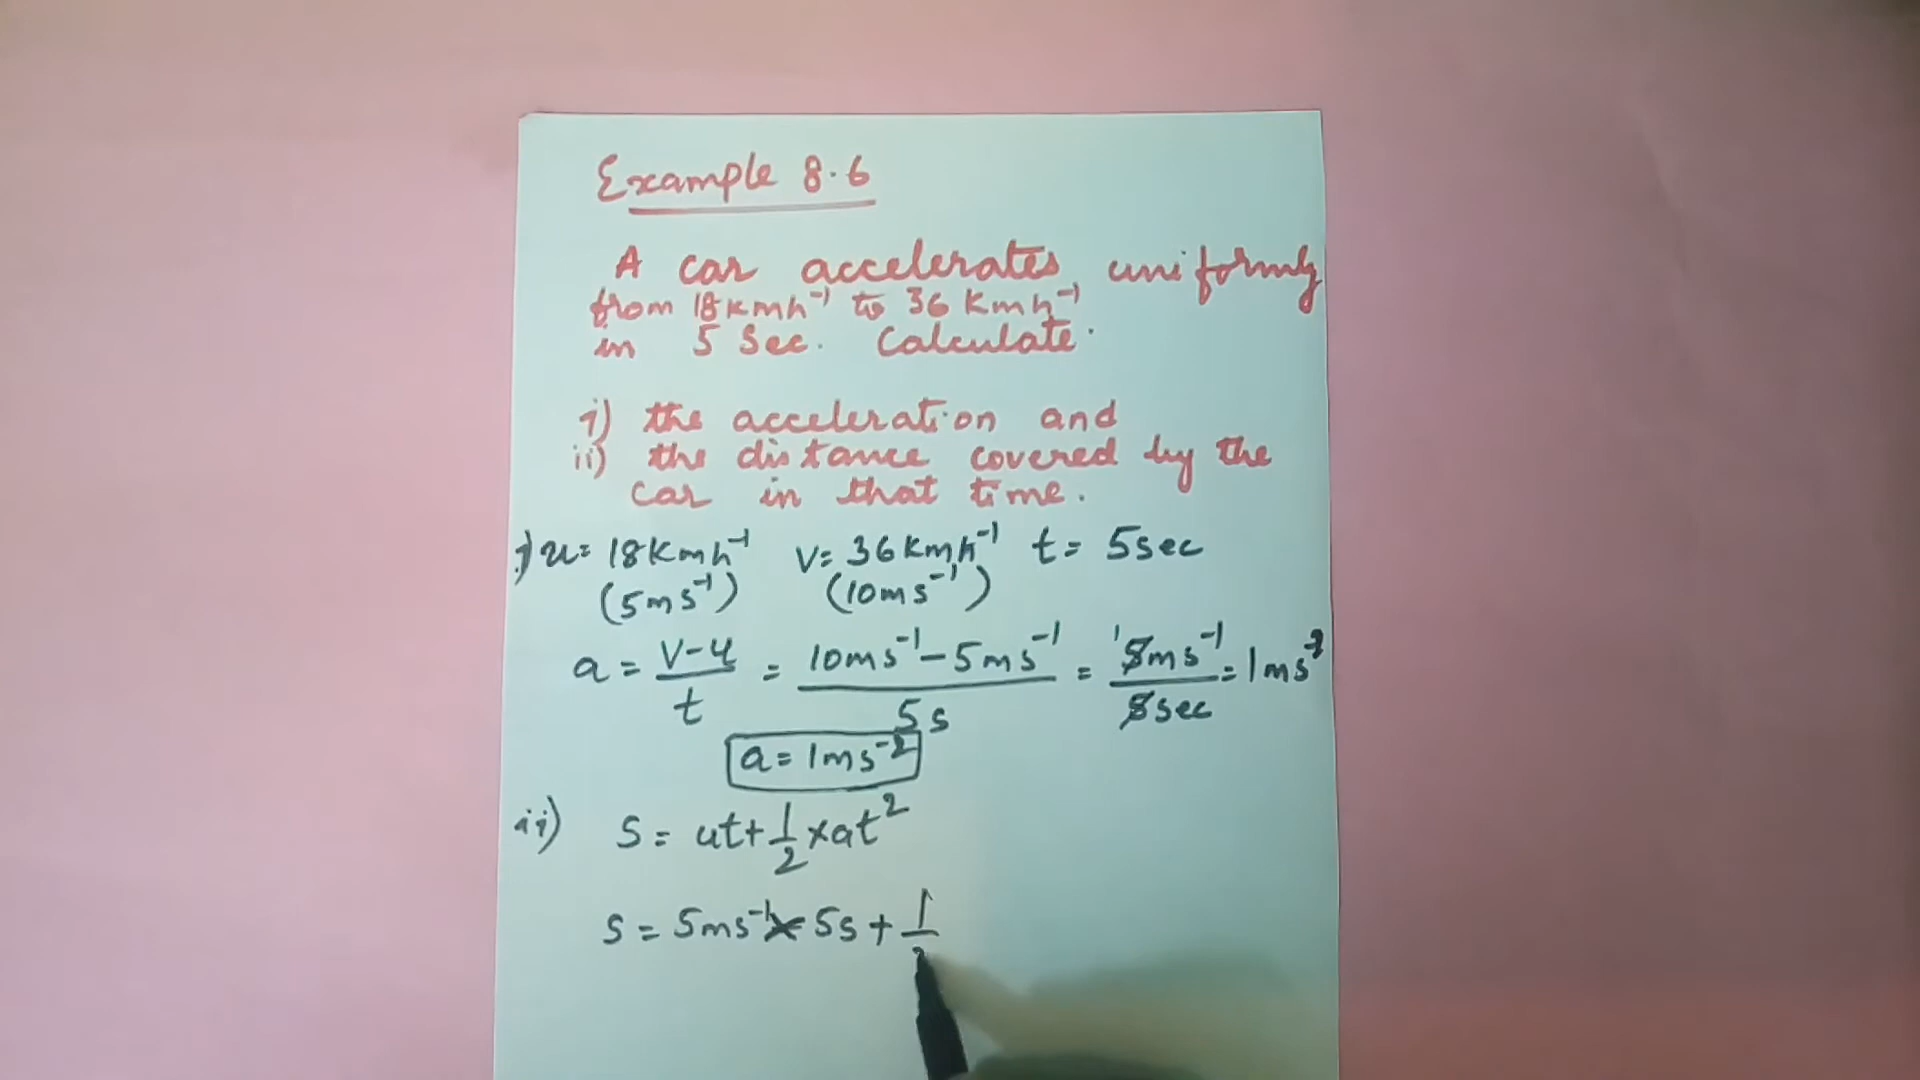 Example 8.6
A car accelerates uniformly
from 18 kmh⁻¹ to 36 Kmh⁻¹
in 5 Sec. Calculate.
i) the acceleration and
ii) the distance covered by the
car in that time.
i) u = 18 Kmh⁻¹ v = 36 Kmh⁻¹ t = 5 sec
(5ms⁻¹) (10ms⁻¹)
a = v-u/t = 10ms⁻¹ - 5ms⁻¹/5s = ¹5ms⁻¹/5sec = 1ms⁻²
a = 1ms⁻²
ii) S = ut + 1/2 × at²
S = 5ms⁻¹ × 5s + 1/